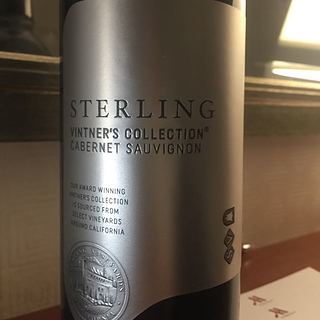 STERLING
VINTNER'S COLLECTION®
CABERNET SAUVIGNON
OUR AWARD WINNING
VINTNER'S COLLECTION
IS SOURCED FROM
SELECT VINEYARDS
AROUND CALIFORNIA